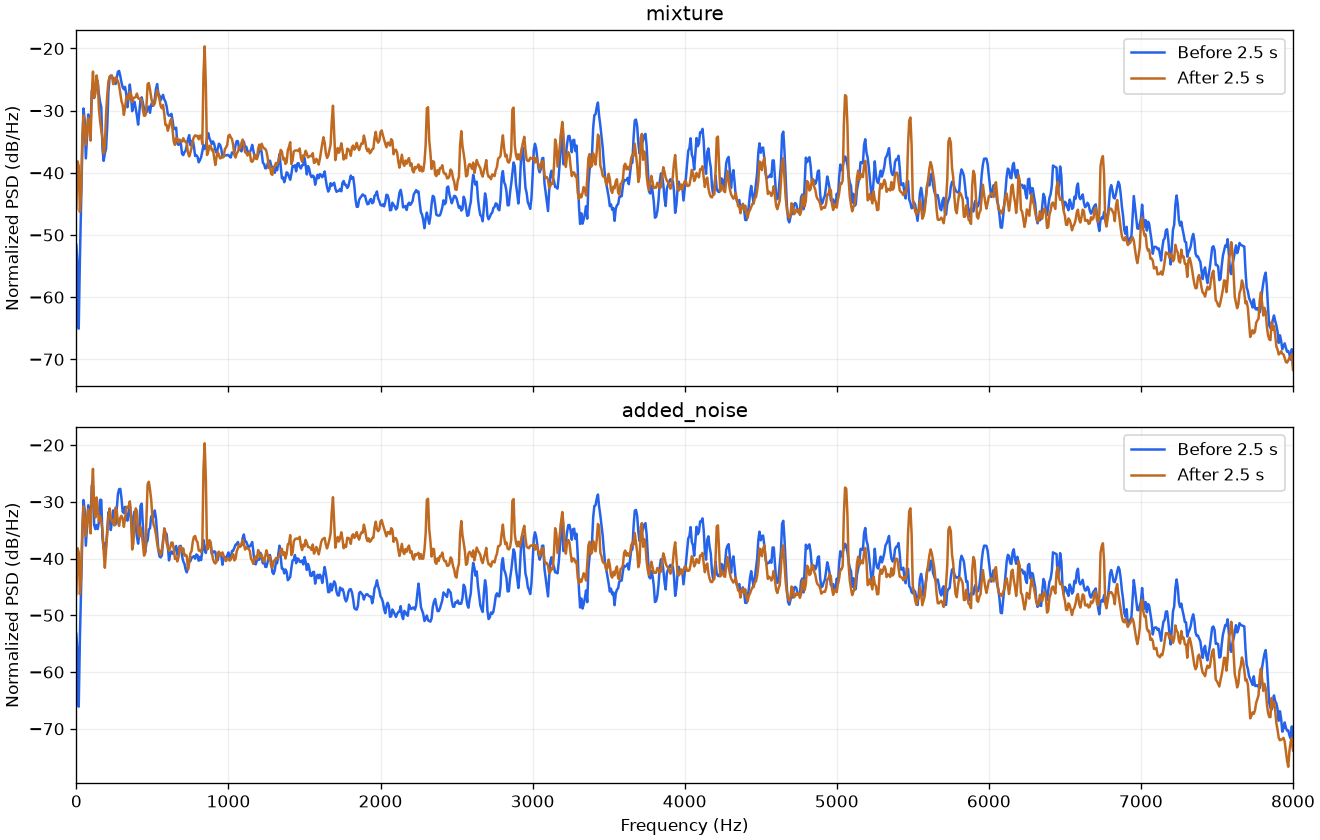 mixture
Normalized PSD (dB/Hz)
−20
−30
−40
−50
−60
−70
Before 2.5 s
After 2.5 s
added_noise
Normalized PSD (dB/Hz)
−20
−30
−40
−50
−60
−70
Before 2.5 s
After 2.5 s
0 1000 2000 3000 4000 5000 6000 7000 8000
Frequency (Hz)